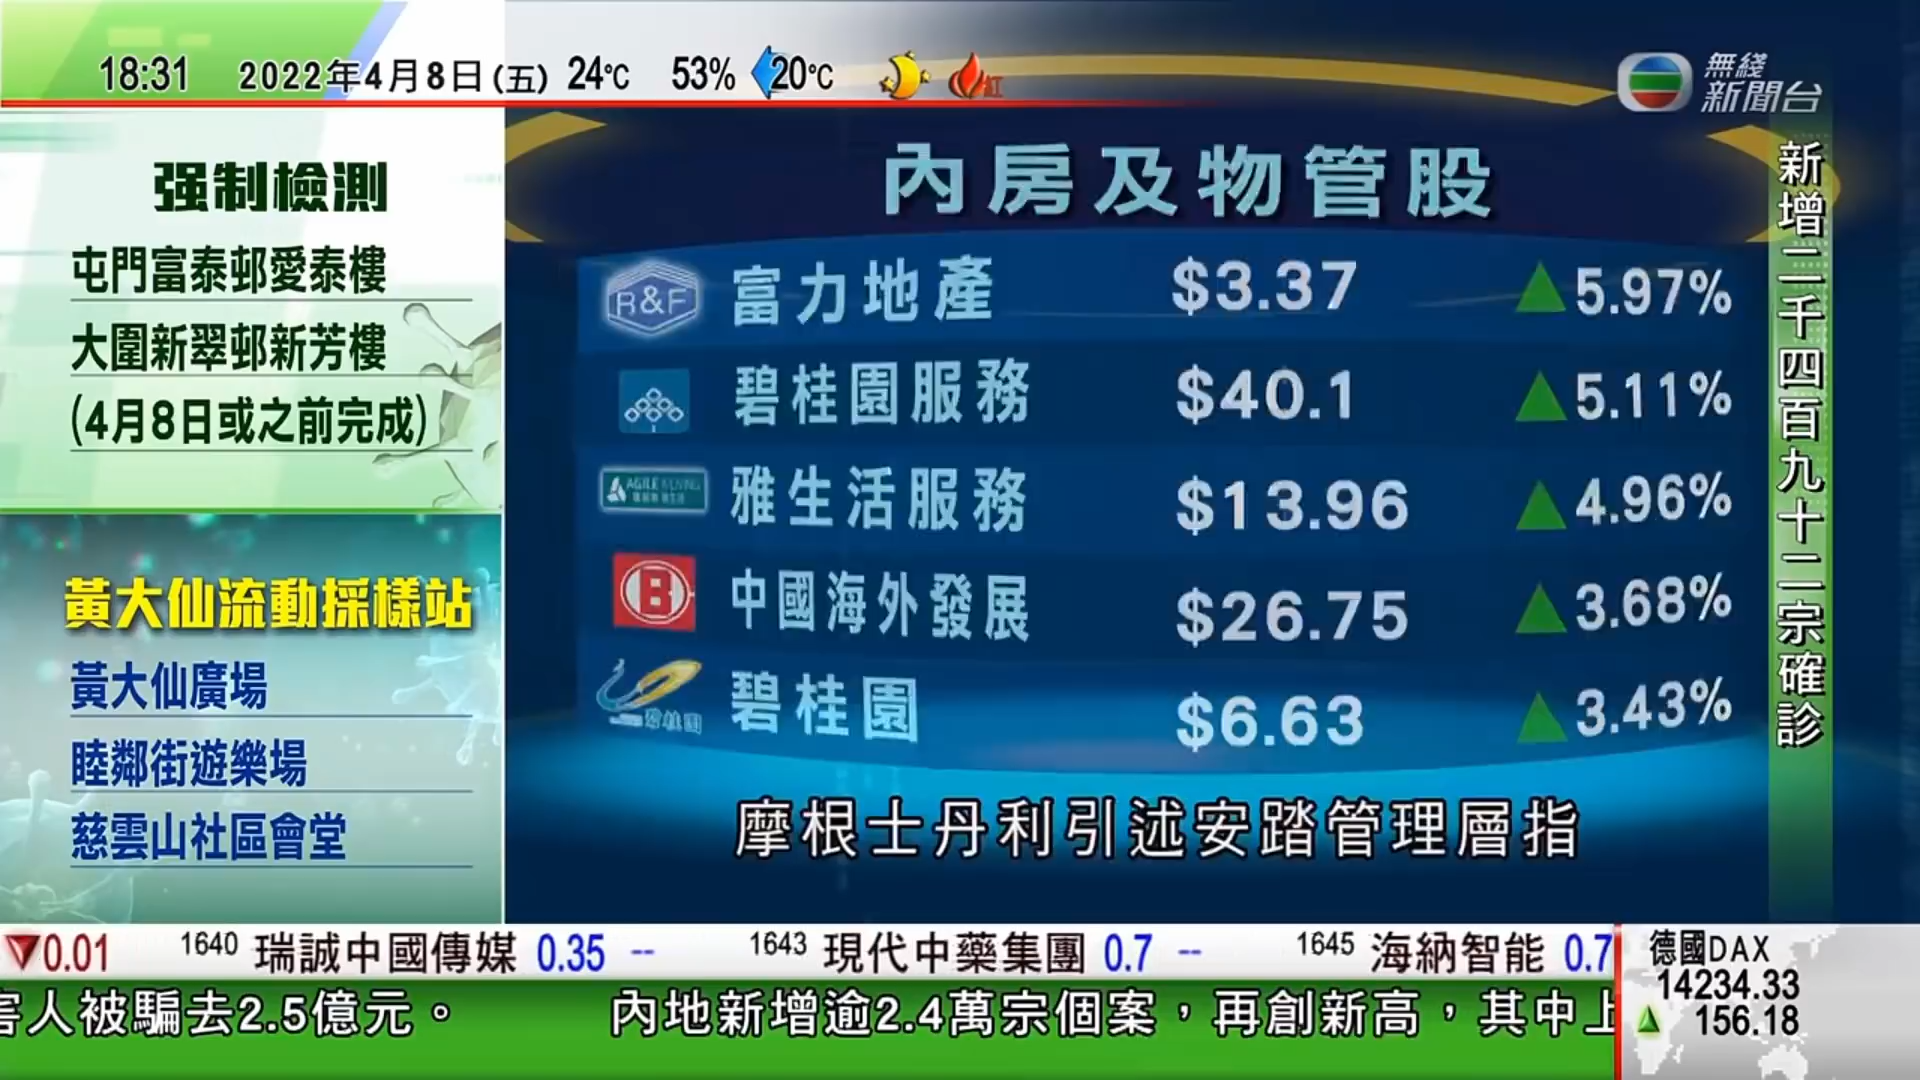 18:31 2022年4月8日(五) 24℃ 53% 20℃ 紅
無綫
新聞台
强制檢測
屯門富泰邨愛泰樓
大圍新翠邨新芳樓
(4月8日或之前完成)
黃大仙流動採樣站
黃大仙廣場
睦鄰街遊樂場
慈雲山社區會堂
內房及物管股
R&F 富力地產 $3.37 ▲5.97%
碧桂園服務 $40.1 ▲5.11%
AGILE LIVING 雅生活服務 $13.96 ▲4.96%
中國海外發展 $26.75 ▲3.68%
碧桂園 碧桂園 $6.63 ▲3.43%
摩根士丹利引述安踏管理層指
新增二千四百九十二宗確診
▼0.01 1640 瑞誠中國傳媒 0.35 -- 1643 現代中藥集團 0.7 -- 1645 海納智能 0.7
害人被騙去2.5億元。 內地新增逾2.4萬宗個案，再創新高，其中上
德國DAX
14234.33
▲ 156.18